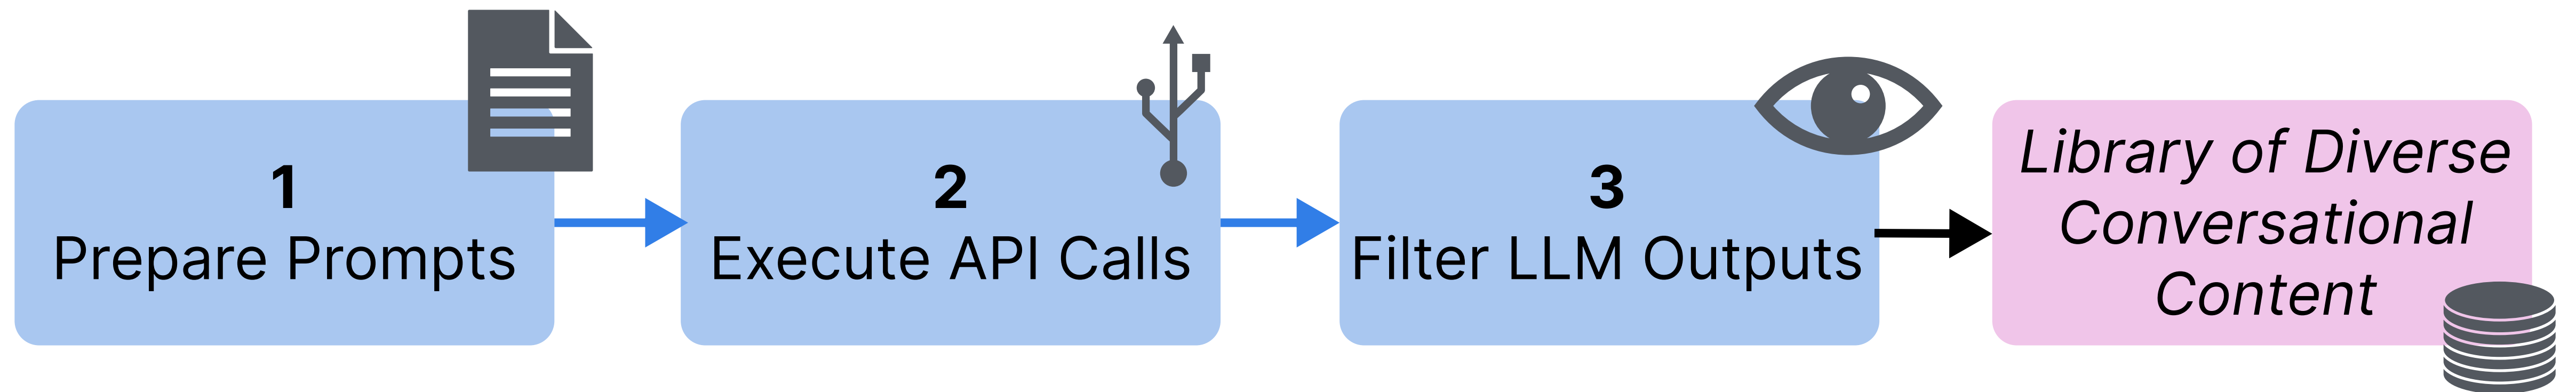 1
Prepare Prompts
2
Execute API Calls
3
Filter LLM Outputs
Library of Diverse
Conversational
Content